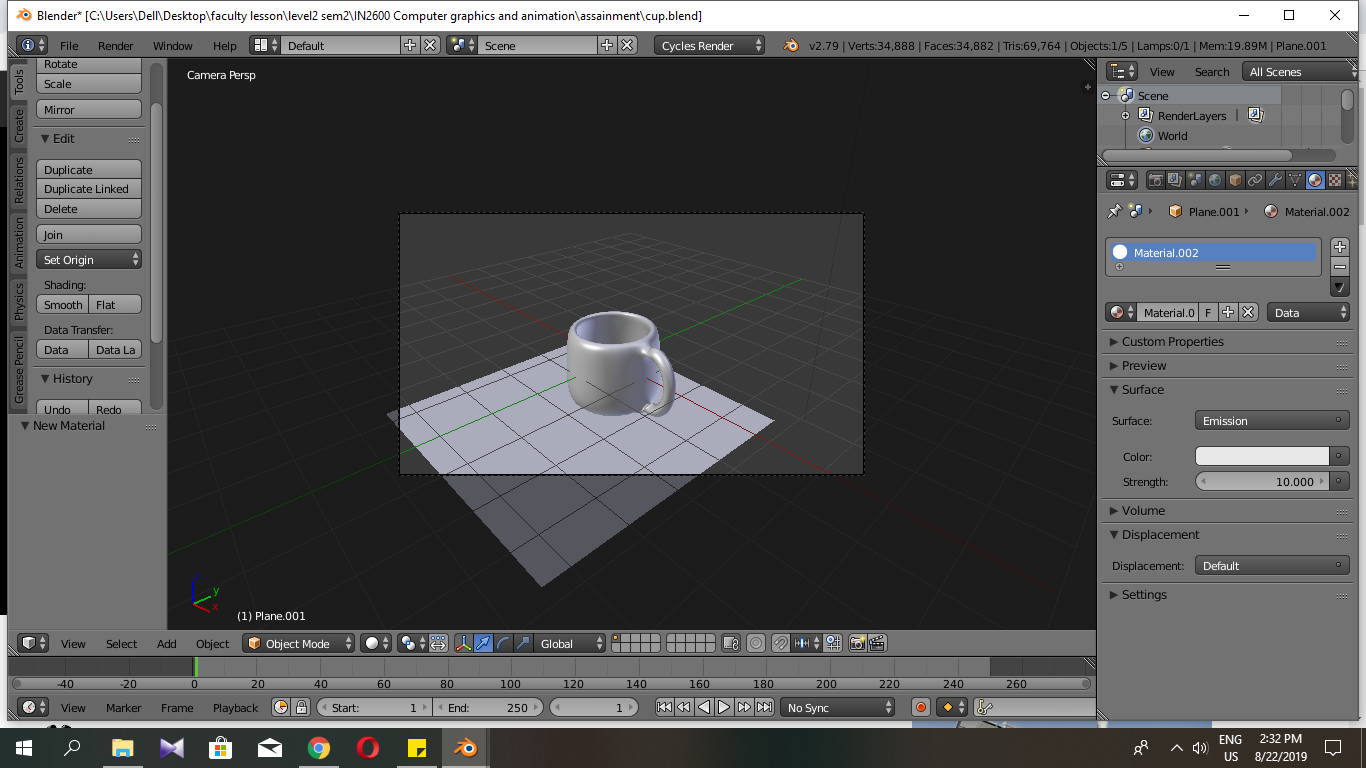 Blender* [C:\Users\Dell\Desktop\faculty lesson\level2 sem2\IN2600 Computer graphics and animation\assainment\cup.blend]
File Render Window Help Default Scene Cycles Render v2.79 | Verts:34,888 | Faces:34,882 | Tris:69,764 | Objects:1/5 | Lamps:0/1 | Mem:19.89M | Plane.001
Tools
Create
Relations
Animation
Physics
Grease Pencil
Rotate
Scale
Mirror
Edit
Duplicate
Duplicate Linked
Delete
Join
Set Origin
Shading:
Smooth Flat
Data Transfer:
Data Data La
History
Undo Redo
New Material
Camera Persp
z
y
x
(1) Plane.001
View Search All Scenes
Scene
RenderLayers |
World
Plane.001 Material.002
Material.002
Material.0 F Data
Custom Properties
Preview
Surface
Surface: Emission
Color:
Strength: 10.000
Volume
Displacement
Displacement: Default
Settings
View Select Add Object Object Mode Global
-40 -20 0 20 40 60 80 100 120 140 160 180 200 220 240 260
View Marker Frame Playback Start: 1 End: 250 1 No Sync
ENG
US
2:32 PM
8/22/2019